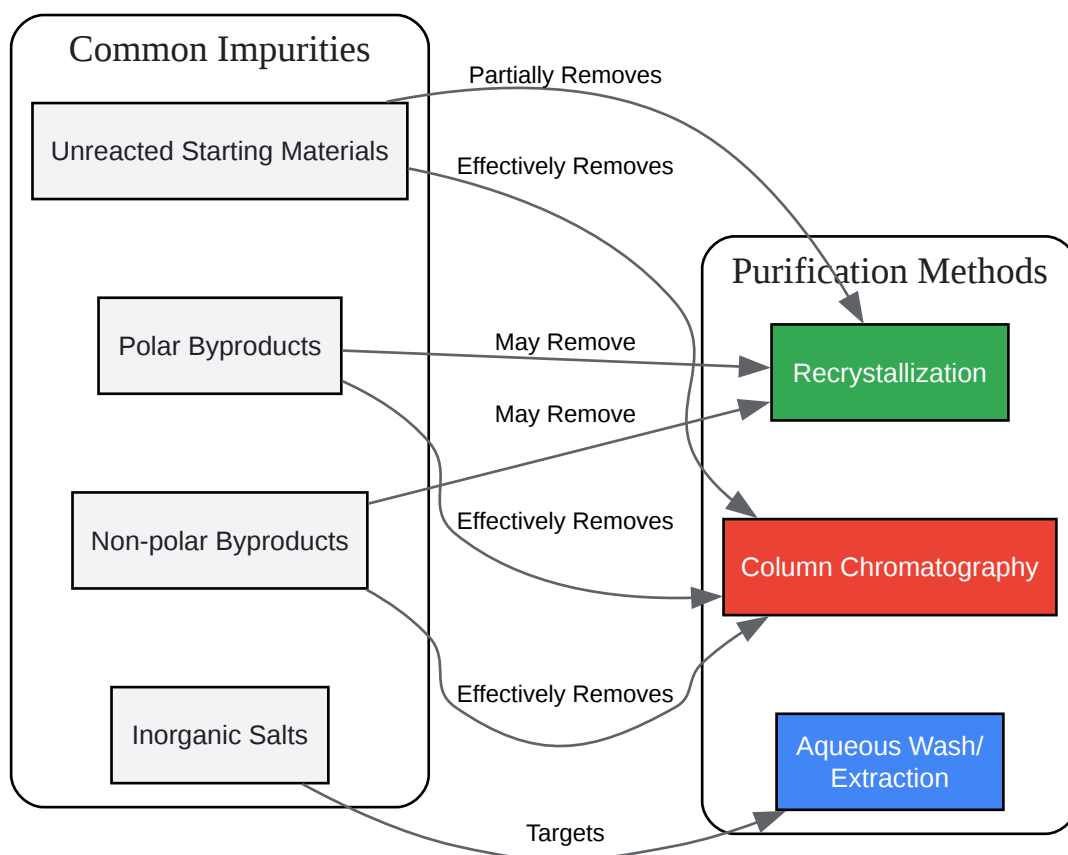 Common Impurities
Partially Removes
Unreacted Starting Materials
Effectively Removes
Purification Methods
Polar Byproducts
May Remove
Recrystallization
May Remove
Non-polar Byproducts
Effectively Removes
Column Chromatography
Effectively Removes
Inorganic Salts
Aqueous Wash/
Extraction
Targets